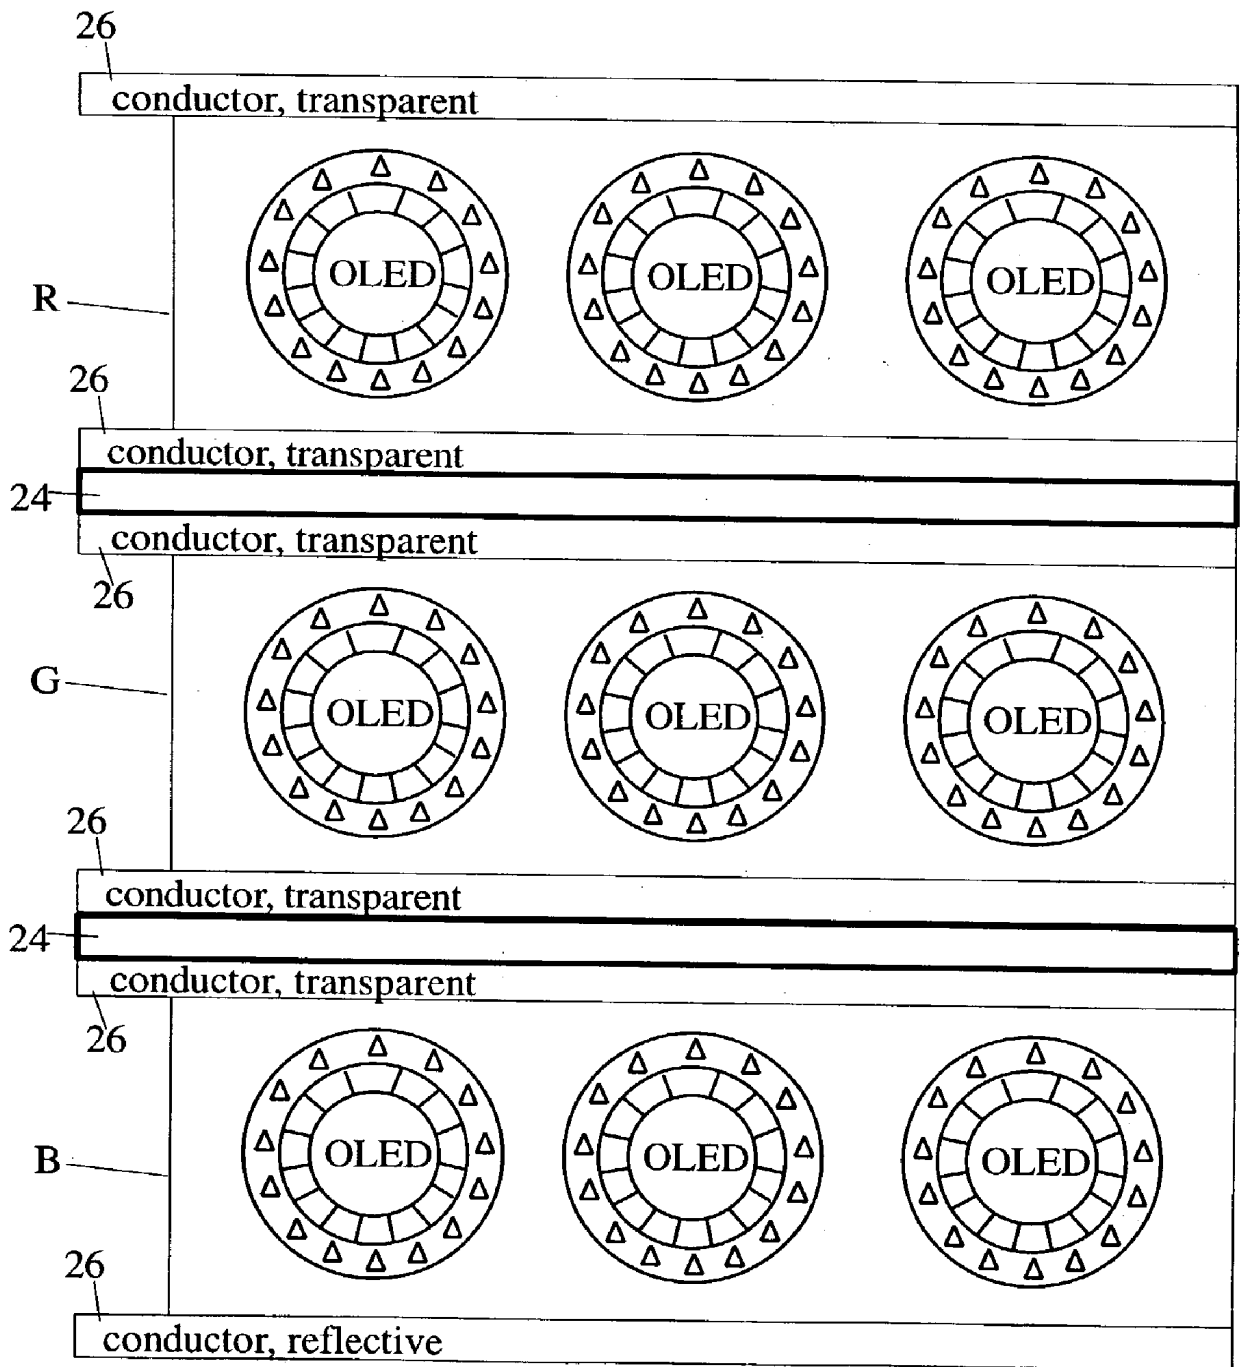 26
conductor, transparent
OLED OLED OLED
R
26
conductor, transparent
24
conductor, transparent
26
OLED OLED OLED
G
26
conductor, transparent
24
conductor, transparent
26
OLED OLED OLED
B
26
conductor, reflective